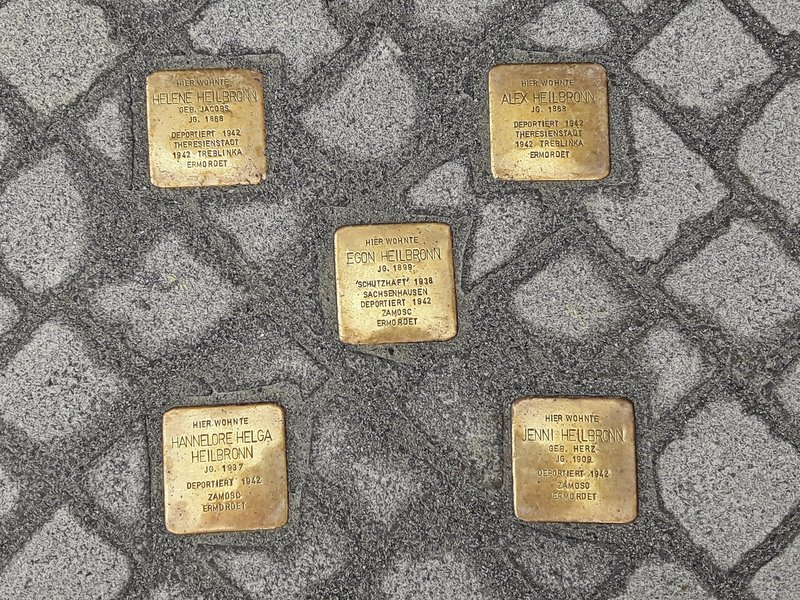 HIER WOHNTE
HELENE HEILBRONN
GEB. JACOBS
JG. 1868
DEPORTIERT 1942
THERESIENSTADT
1942 TREBLINKA
ERMORDET
HIER WOHNTE
ALEX HEILBRONN
JG. 1868
DEPORTIERT 1942
THERESIENSTADT
1942 TREBLINKA
ERMORDET
HIER WOHNTE
EGON HEILBRONN
JG. 1899
'SCHUTZHAFT' 1938
SACHSENHAUSEN
DEPORTIERT 1942
ZAMOSC
ERMORDET
HIER WOHNTE
HANNELORE HELGA
HEILBRONN
JG. 1937
DEPORTIERT 1942
ZAMOSC
ERMORDET
HIER WOHNTE
JENNI HEILBRONN
GEB. HERZ
JG. 1909
DEPORTIERT 1942
ZAMOSC
ERMORDET